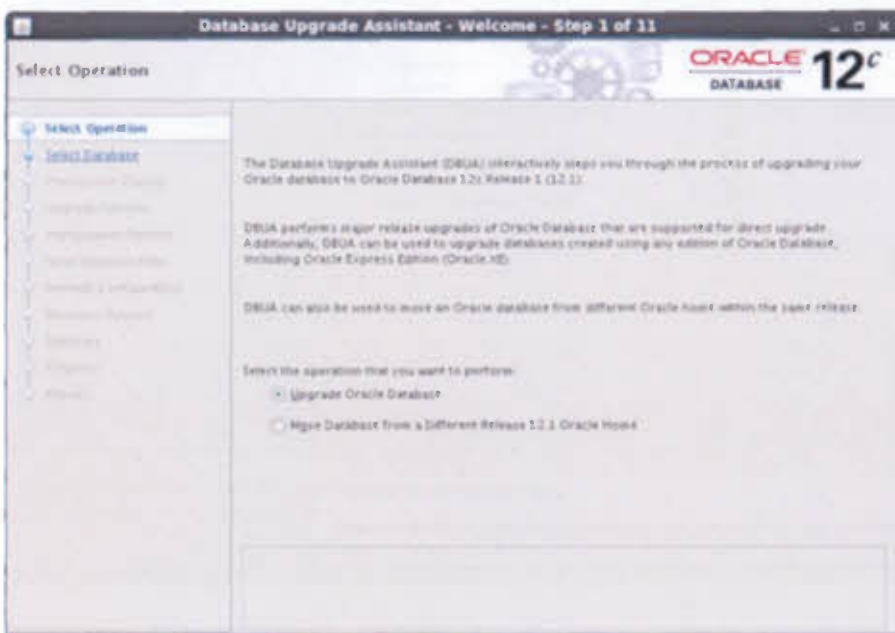 Database Upgrade Assistant - Welcome - Step 1 of 11
Select Operation
ORACLE
DATABASE
12c
Select Operation
Select Database
The Database Upgrade Assistant (DBUA) interactively steps you through the process of upgrading your
Oracle database to Oracle Database 12c Release 1 (12.1).
DBUA performs major release upgrades of Oracle Database that are supported for direct upgrade.
Additionally, DBUA can be used to upgrade databases created using any edition of Oracle Database,
including Oracle Express Edition (Oracle XE).
DBUA can also be used to move an Oracle database from different Oracle home within the same release.
Select the operation that you want to perform:
Upgrade Oracle Database
Move Database from a Different Release 12.1 Oracle Home